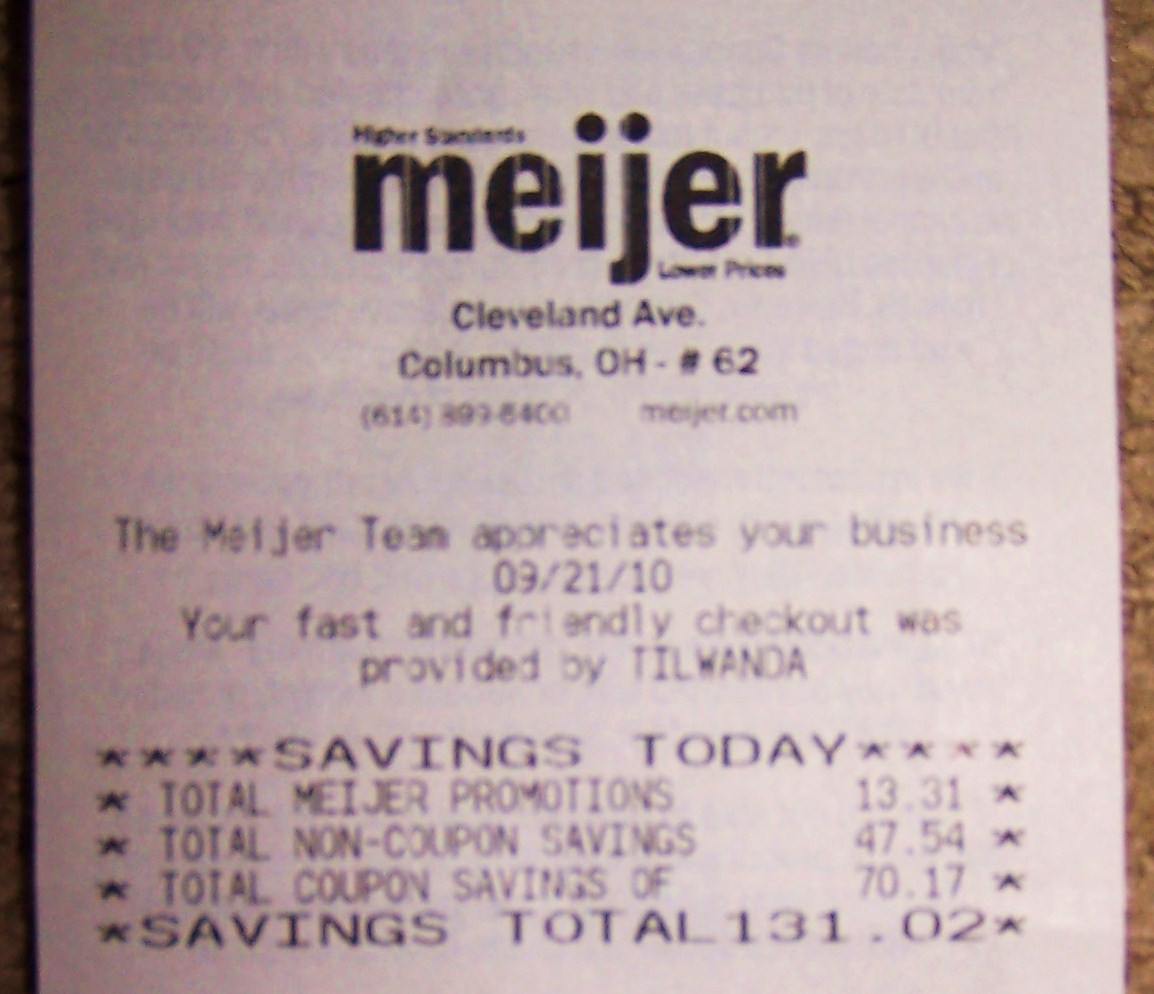 Higher Standards
meijer
Lower Prices
Cleveland Ave.
Columbus, OH - # 62
(614) 899-6400 meijer.com
The Meijer Team appreciates your business
09/21/10
Your fast and friendly checkout was
provided by TILWANDA
****SAVINGS TODAY****
* TOTAL MEIJER PROMOTIONS 13.31 *
* TOTAL NON-COUPON SAVINGS 47.54 *
* TOTAL COUPON SAVINGS OF 70.17 *
*SAVINGS TOTAL131.02*